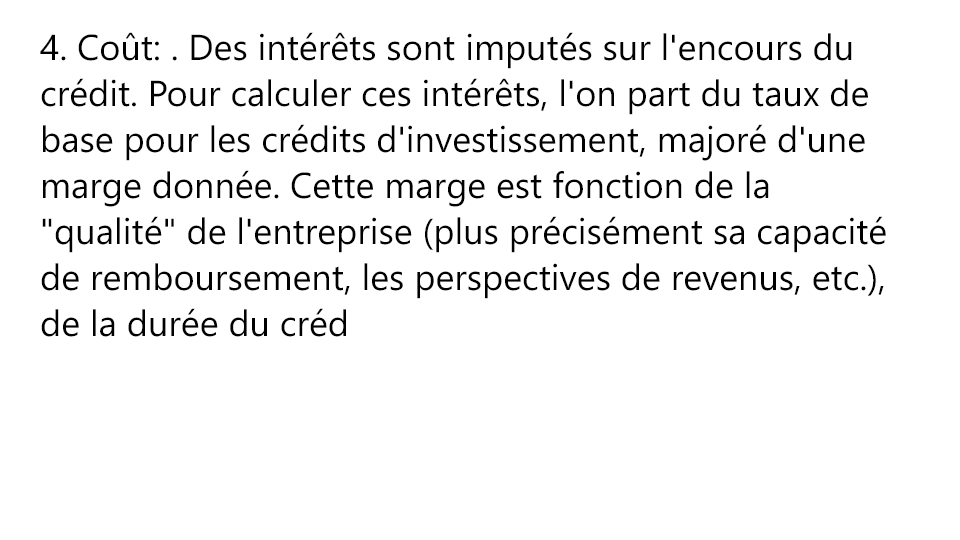 4. Coût: . Des intérêts sont imputés sur l'encours du
crédit. Pour calculer ces intérêts, l'on part du taux de
base pour les crédits d'investissement, majoré d'une
marge donnée. Cette marge est fonction de la
"qualité" de l'entreprise (plus précisément sa capacité
de remboursement, les perspectives de revenus, etc.),
de la durée du créd